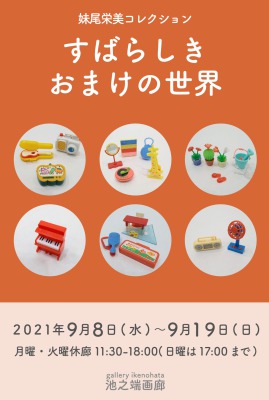 妹尾栄美コレクション
すばらしき
おまけの世界
2021年9月8日(水)〜9月19日(日)
月曜・火曜休廊 11:30-18:00(日曜は17:00まで)
gallery ikenohata
池之端画廊